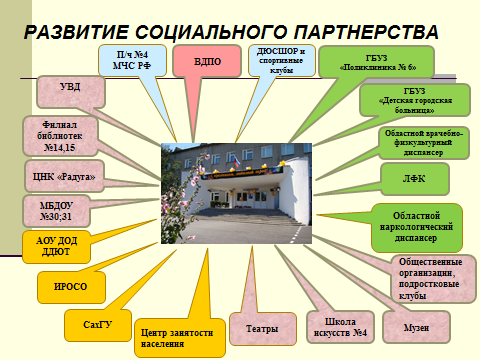 РАЗВИТИЕ СОЦИАЛЬНОГО ПАРТНЕРСТВА
П/ч №4
МЧС РФ
ВДПО
ДЮСШОР и
спортивные
клубы
ГБУЗ
«Поликлиника № 6»
УВД
ГБУЗ
«Детская городская
больница»
Филиал
библиотек
№14,15
Областной врачебно-
физкультурный
диспансер
ЦНК «Радуга»
ЛФК
МБДОУ
№30;31
Областной
наркологический
диспансер
АОУ ДОД
ДДЮТ
Общественные
организации,
подростковые
клубы
ИРОСО
СахГУ
Центр занятости
населения
Театры
Школа
искусств №4
Музеи